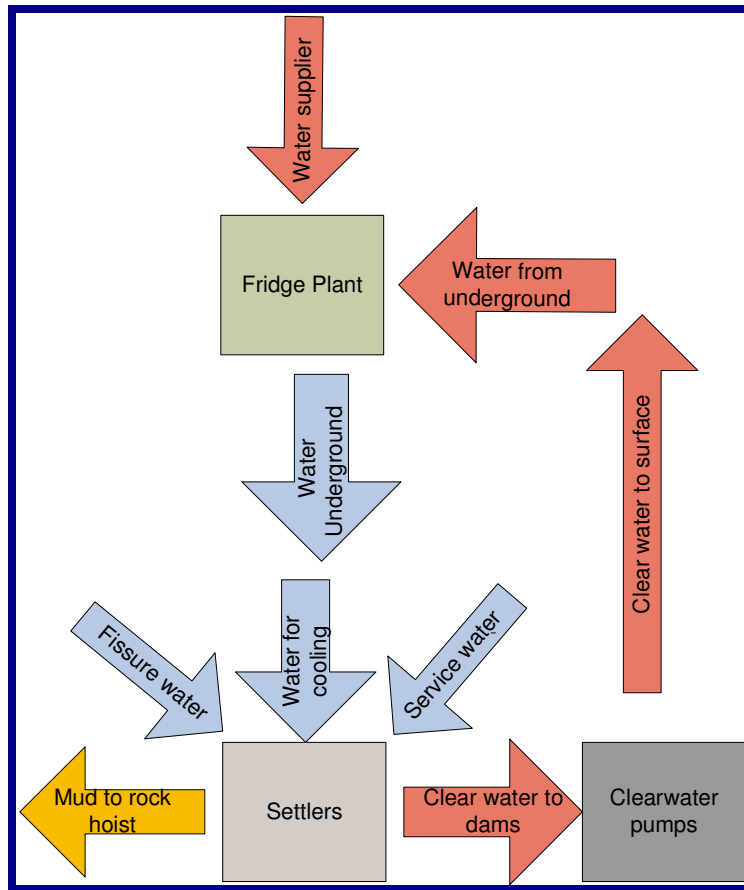 Water supplier
Fridge Plant
Water from
underground
Water
Underground
Clear water to surface
Fissure water
Water for
cooling
Service water
Mud to rock
hoist
Settlers
Clear water to
dams
Clearwater
pumps